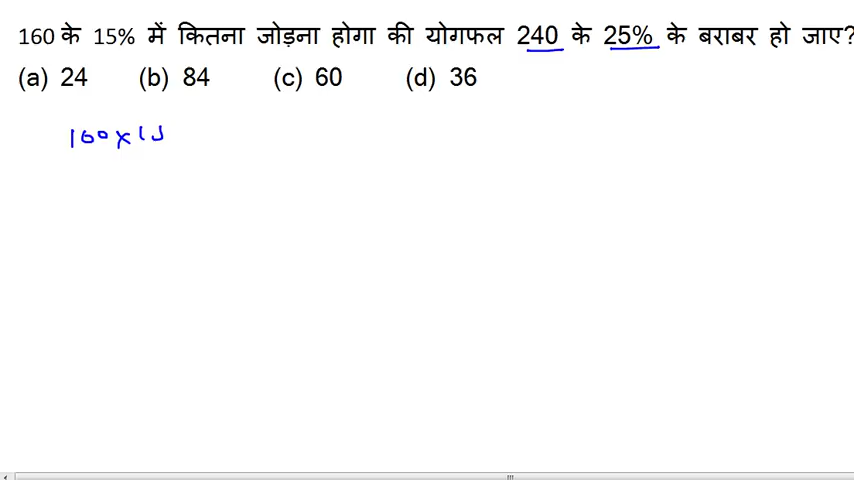 160 के 15% में कितना जोड़ना होगा की योगफल 240 के 25% के बराबर हो जाए?
(a) 24 (b) 84 (c) 60 (d) 36
160 × 15